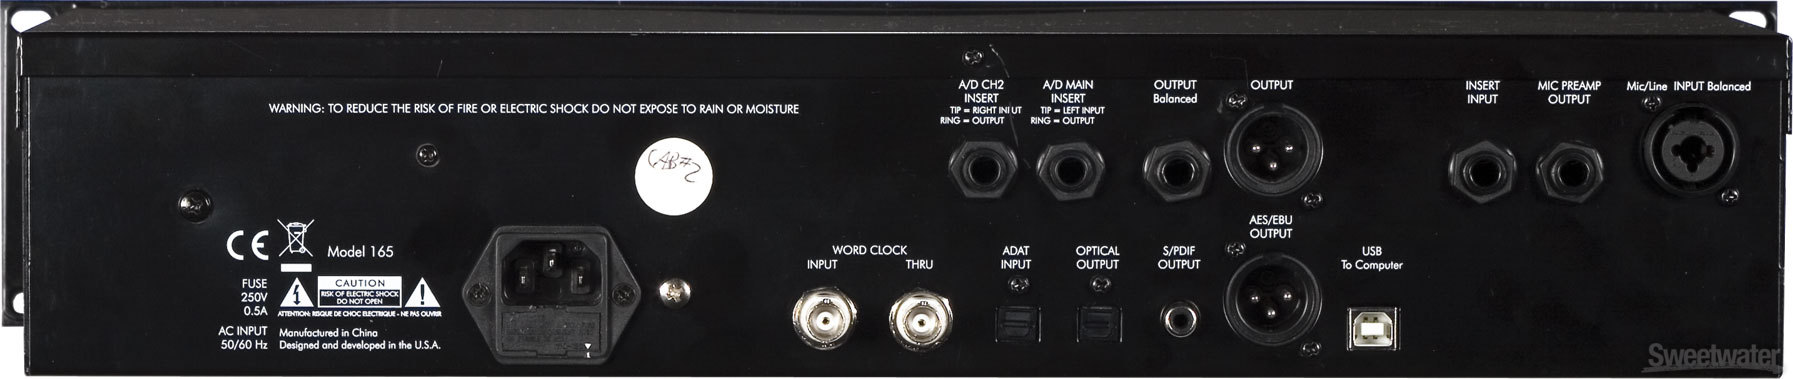 WARNING: TO REDUCE THE RISK OF FIRE OR ELECTRIC SHOCK DO NOT EXPOSE TO RAIN OR MOISTURE
A/D CH2
INSERT
TIP = RIGHT INPUT
RING = OUTPUT
A/D MAIN
INSERT
TIP = LEFT INPUT
RING = OUTPUT
OUTPUT
Balanced
OUTPUT
INSERT
INPUT
MIC PREAMP
OUTPUT
Mic/Line INPUT Balanced
CE
Model 165
FUSE
250V
0.5A
CAUTION
RISK OF ELECTRIC SHOCK
DO NOT OPEN
ATTENTION: RISQUE DE CHOC ELECTRIQUE - NE PAS OUVRIR
AC INPUT
50/60 Hz
Manufactured in China
Designed and developed in the U.S.A.
WORD CLOCK
INPUT
THRU
ADAT
INPUT
OPTICAL
OUTPUT
S/PDIF
OUTPUT
AES/EBU
OUTPUT
USB
To Computer
Sweetwater